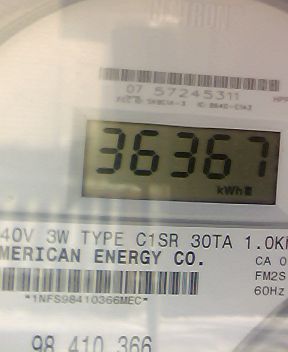 07 57245311
36367
kWh
40V 3W TYPE C1SR 30TA 1.0K
MERICAN ENERGY CO.
CA 0
FM2S
60Hz
*1NFS98410366MEC*
98 410 366